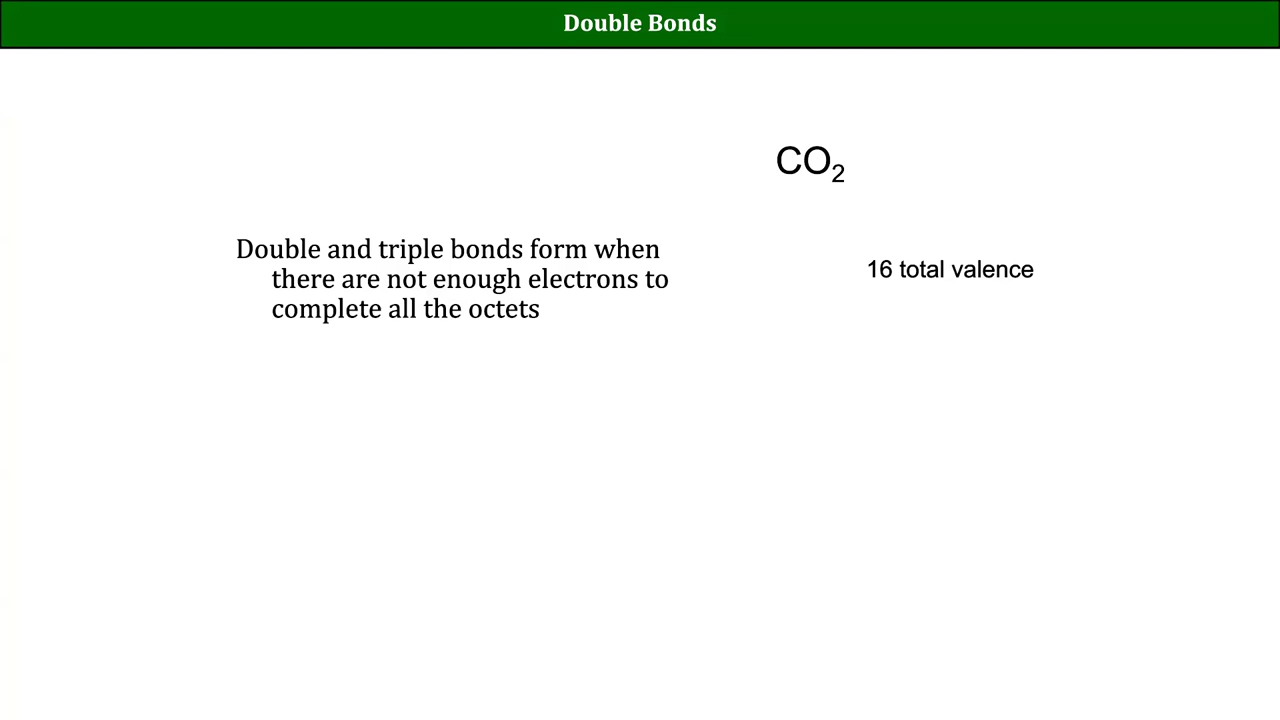 Double Bonds
CO₂
Double and triple bonds form when
there are not enough electrons to
complete all the octets
16 total valence